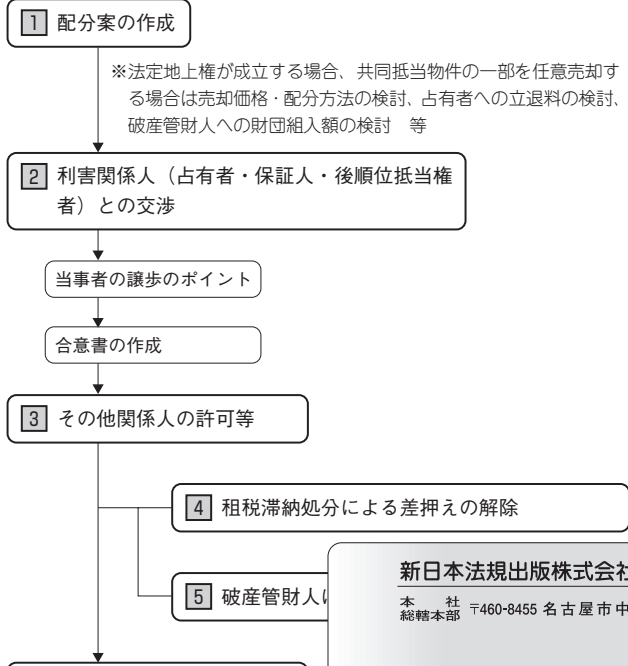 1 配分案の作成
※法定地上権が成立する場合、共同抵当物件の一部を任意売却す
る場合は売却価格・配分方法の検討、占有者への立退料の検討、
破産管財人への財団組入額の検討　等
2 利害関係人（占有者・保証人・後順位抵当権
者）との交渉
当事者の譲歩のポイント
合意書の作成
3 その他関係人の許可等
4 租税滞納処分による差押えの解除
5 破産管財人
新日本法規出版株式会社
本　社
総轄本部 〒460-8455 名古屋市中